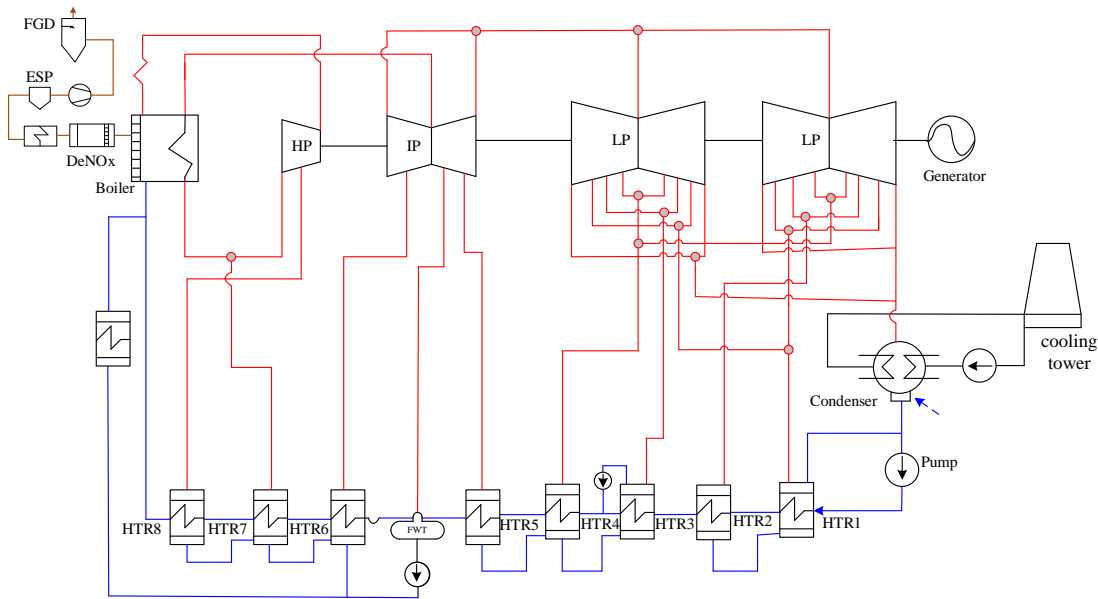 FGD
ESP
DeNOx
Boiler
HP
IP
LP
LP
Generator
cooling
tower
Condenser
Pump
HTR8
HTR7
HTR6
FWT
HTR5
HTR4
HTR3
HTR2
HTR1